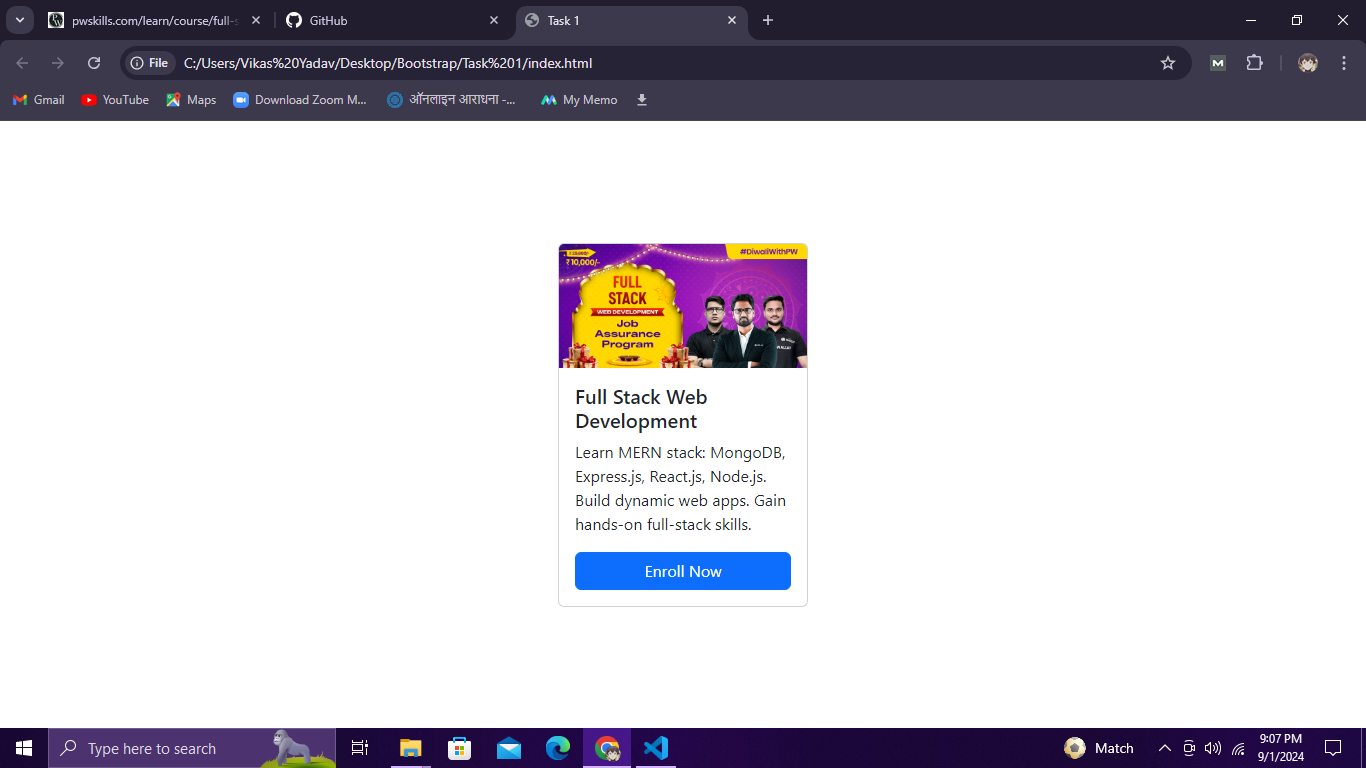 pwskills.com/learn/course/full-s
GitHub
Task 1
File
C:/Users/Vikas%20Yadav/Desktop/Bootstrap/Task%201/index.html
Gmail
YouTube
Maps
Download Zoom M...
ऑनलाइन आराधना -...
My Memo
#DiwaliWithPW
₹ 10,000/-
FULL
STACK
WEB DEVELOPMENT
Job
Assurance
Program
Full Stack Web
Development
Learn MERN stack: MongoDB,
Express.js, React.js, Node.js.
Build dynamic web apps. Gain
hands-on full-stack skills.
Enroll Now
Type here to search
Match
9:07 PM
9/1/2024